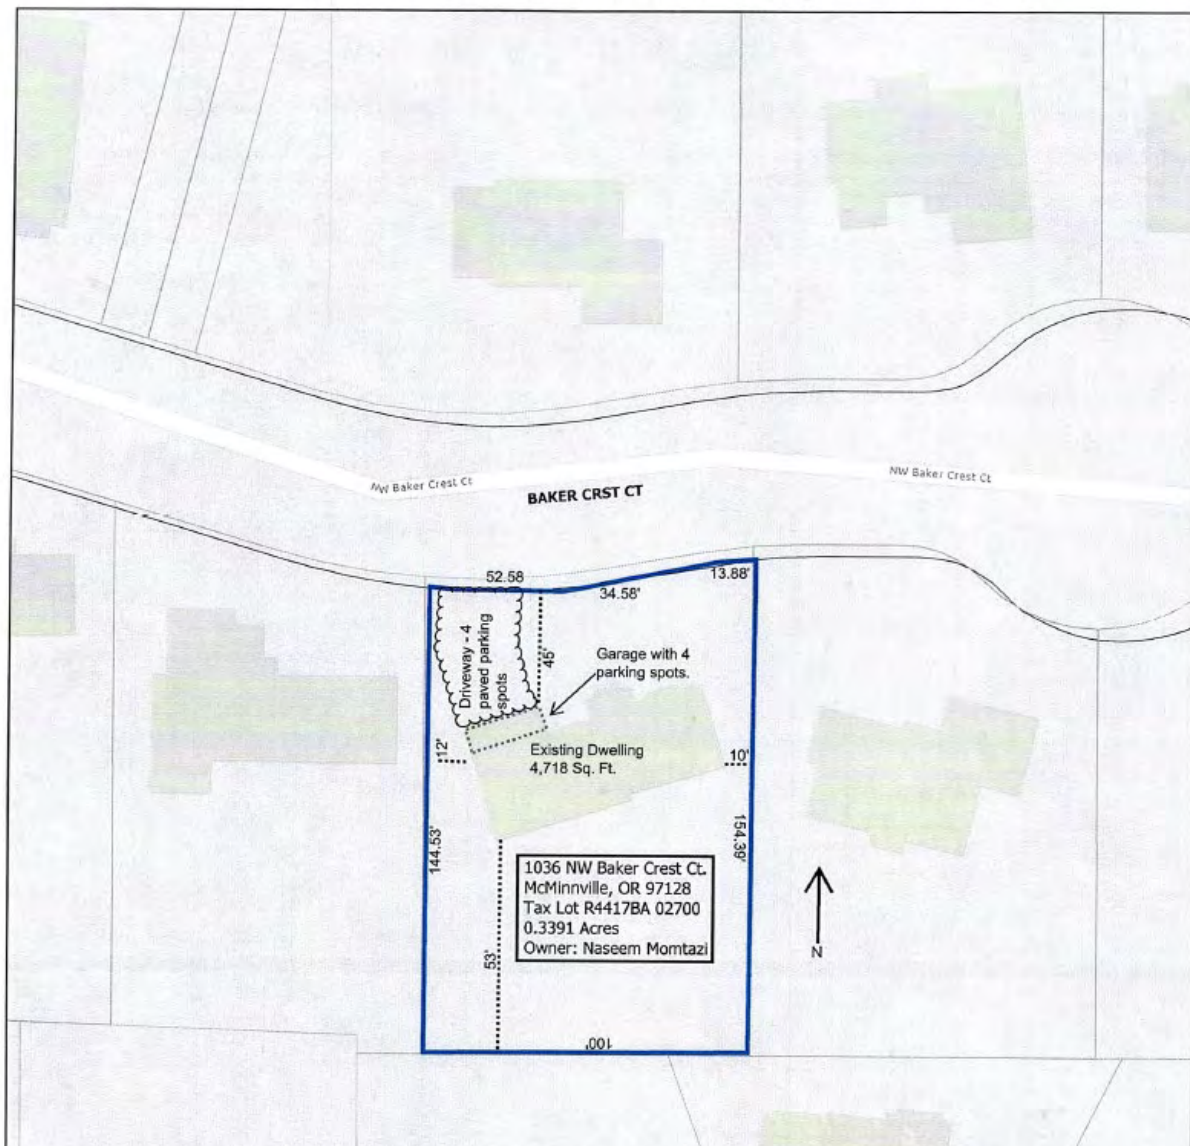 NW Baker Crest Ct
BAKER CRST CT
NW Baker Crest Ct
52.58
34.58'
13.88'
Driveway - 4
paved parking
spots
45'
Garage with 4
parking spots.
12'
Existing Dwelling
4,718 Sq. Ft.
10'
144.53'
154.39'
1036 NW Baker Crest Ct.
McMinnville, OR 97128
Tax Lot R4417BA 02700
0.3391 Acres
Owner: Naseem Momtazi
N
53'
100'